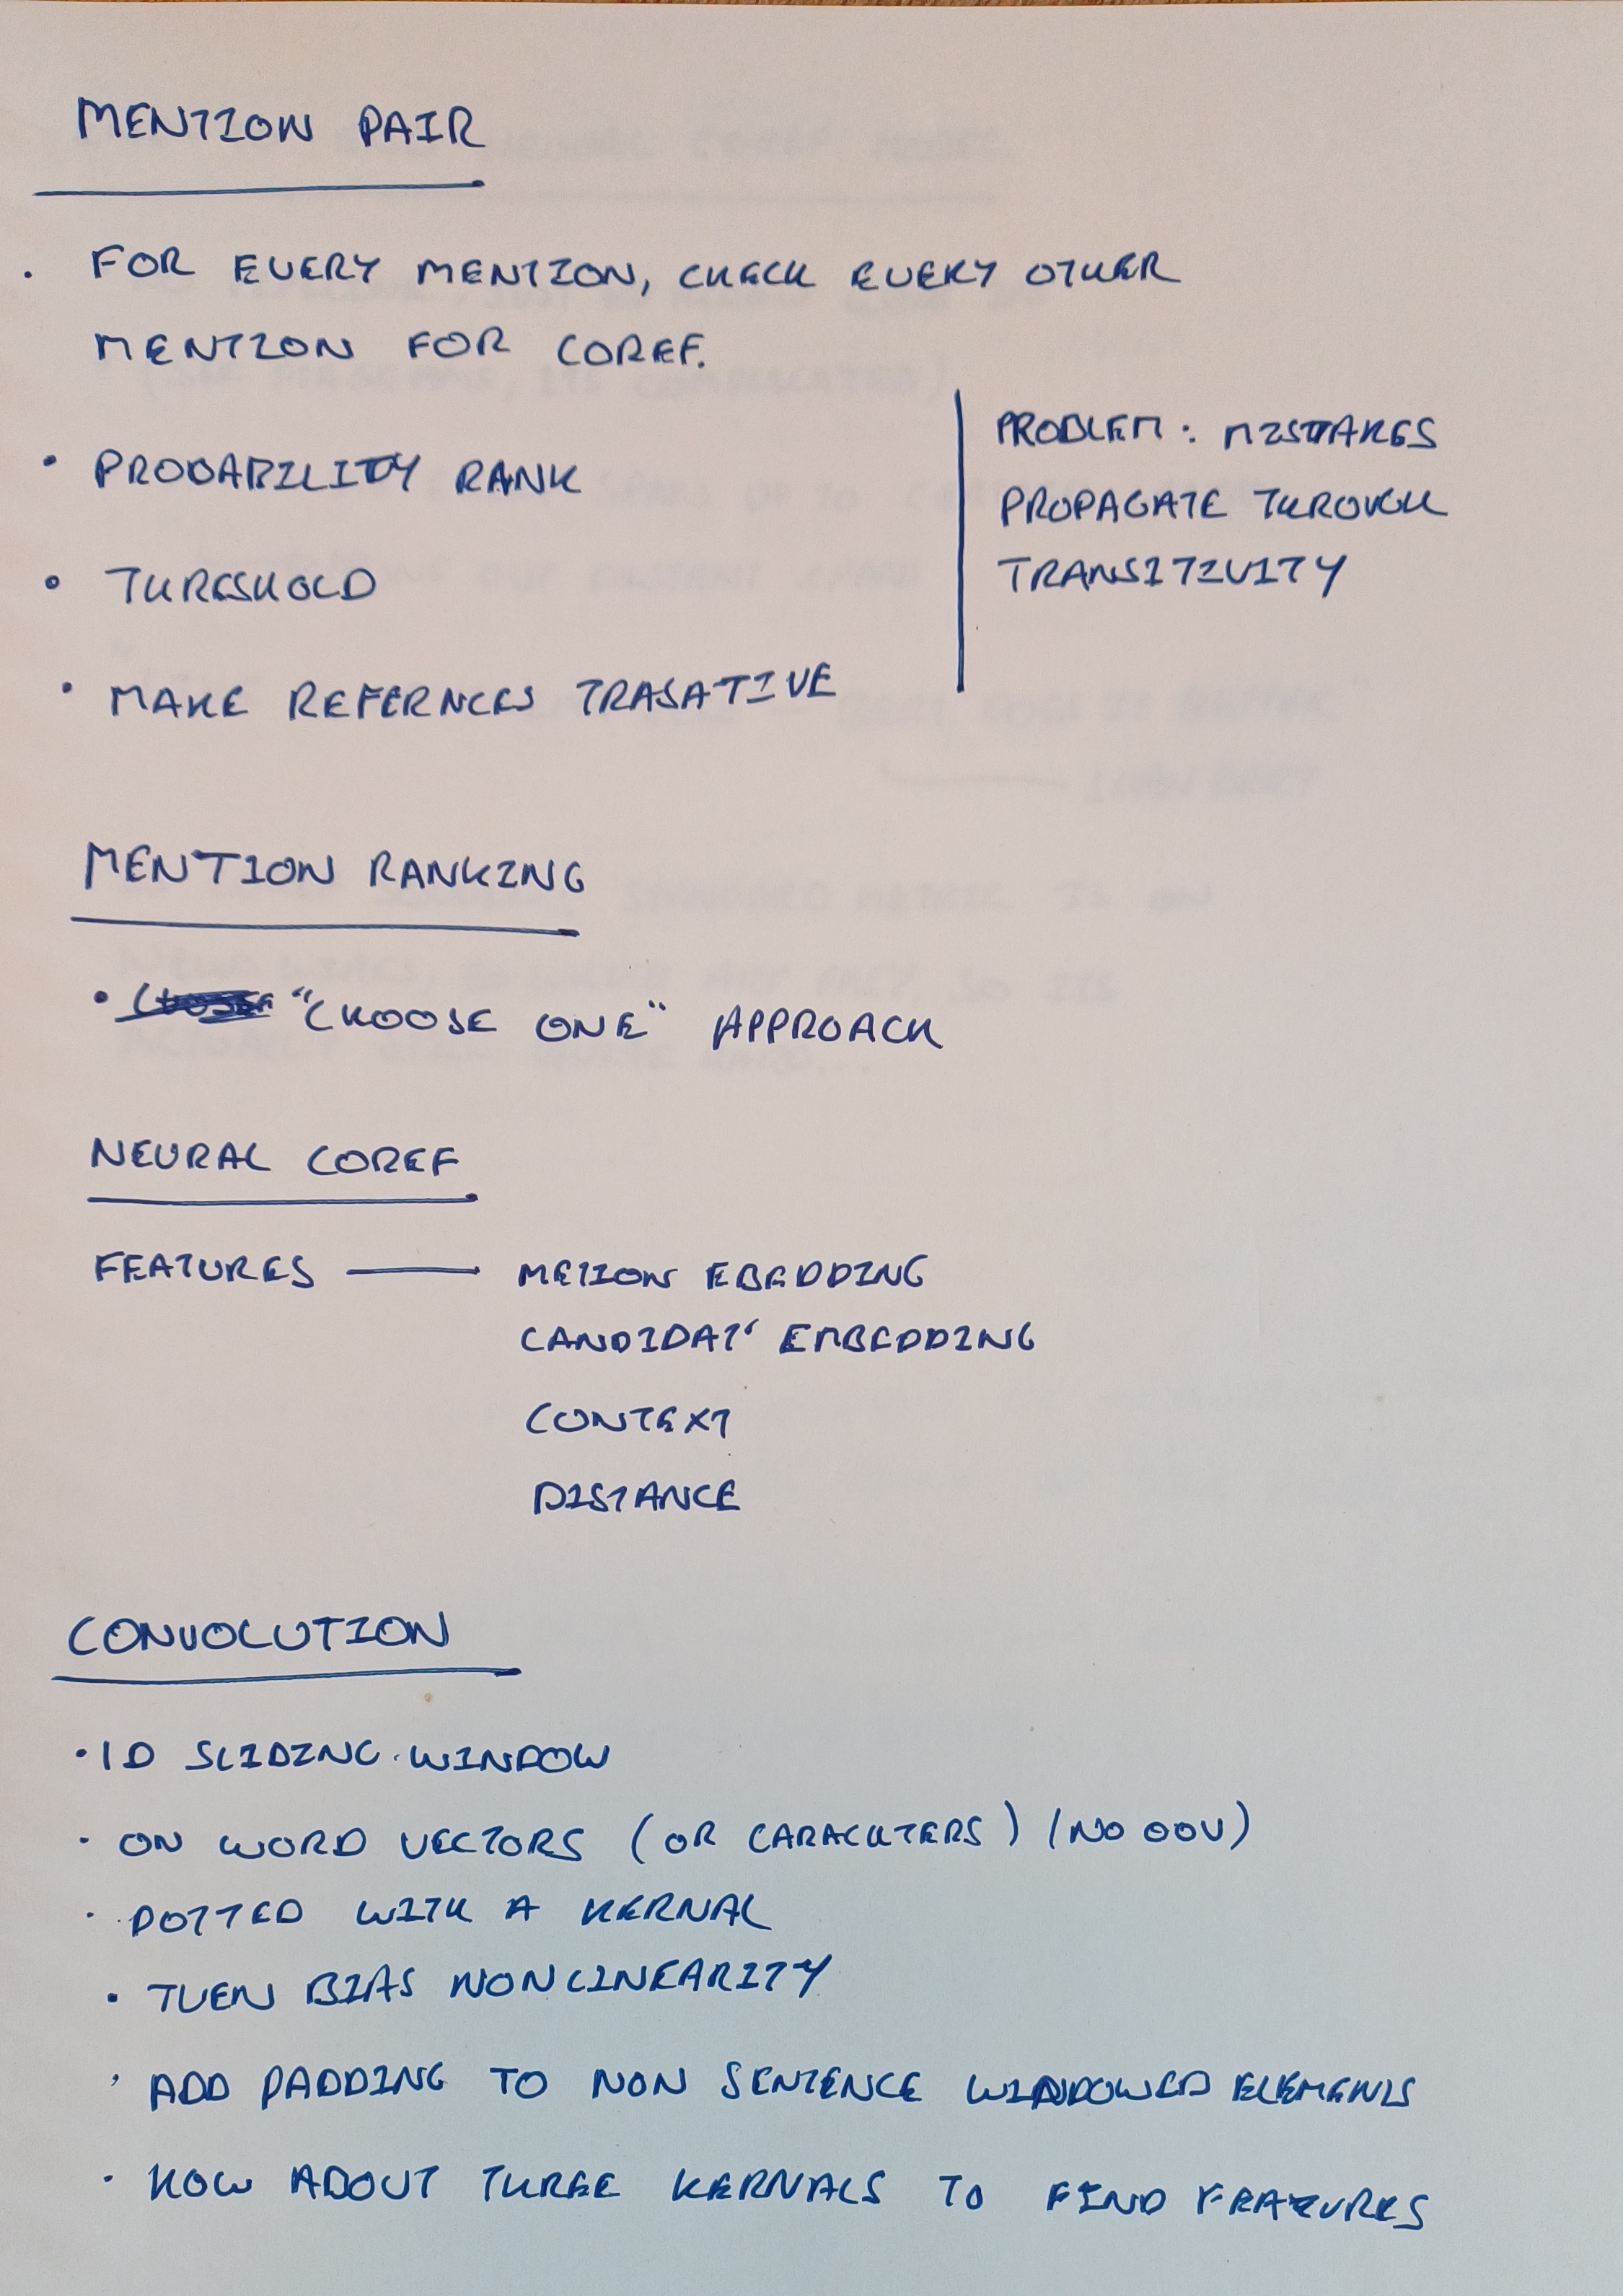 MENTION PAIR
. FOR EVERY MENTION, CHECK EVERY OTHER
MENTION FOR COREF.
• PROBABILITY RANK
• THRESHOLD
• MAKE REFERNCES TRASATIVE
PROBLEM: MISTAKES
PROPAGATE THROUGH
TRANSITIVITY
MENTION RANKING
• "CHOOSE ONE" APPROACH
NEURAL COREF
FEATURES — METION EBEDDING
CANDIDAT' EMBEDDING
CONTEXT
DISTANCE
CONVOLUTION
• 1D SLIDING WINDOW
• ON WORD VECTORS (OR CARACHTERS) (NO OOV)
• DOTTED WITH A KERNAL
• THEN BIAS NONLINEARITY
• ADD PADDING TO NON SENTENCE WINDOWED ELEMENTS
• HOW ABOUT THREE KERNALS TO FIND FEATURES